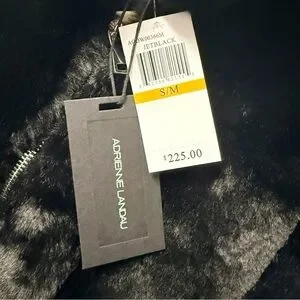 JETBLACK
S/M
$225.00
ADRIENNE LANDAU